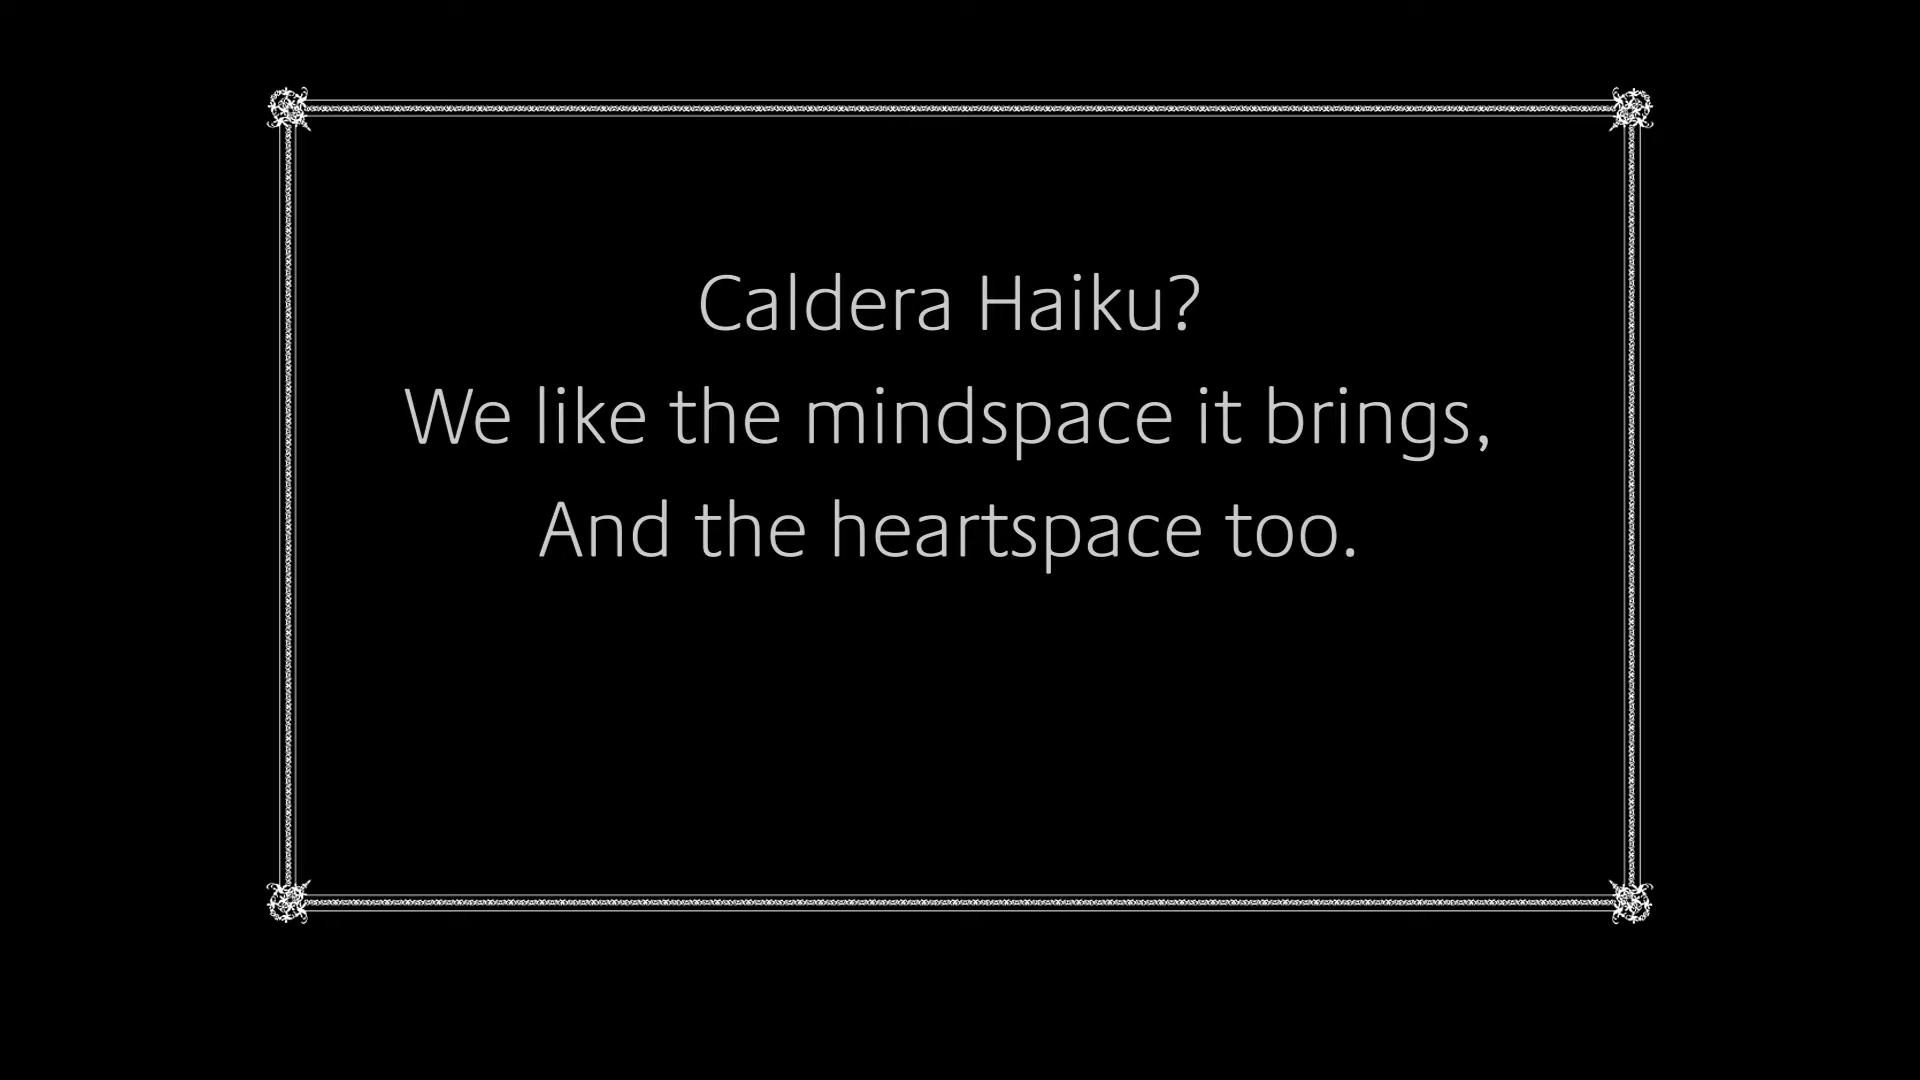 Caldera Haiku?
We like the mindspace it brings,
And the heartspace too.